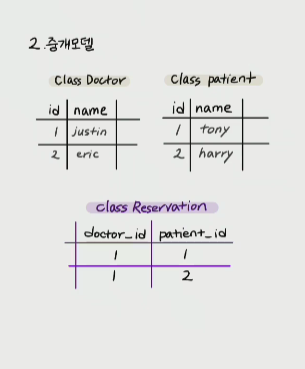 2. 중개모델
class Doctor
id name
1 justin
2 eric
class patient
id name
1 tony
2 harry
class Reservation
doctor_id patient_id
1 1
1 2